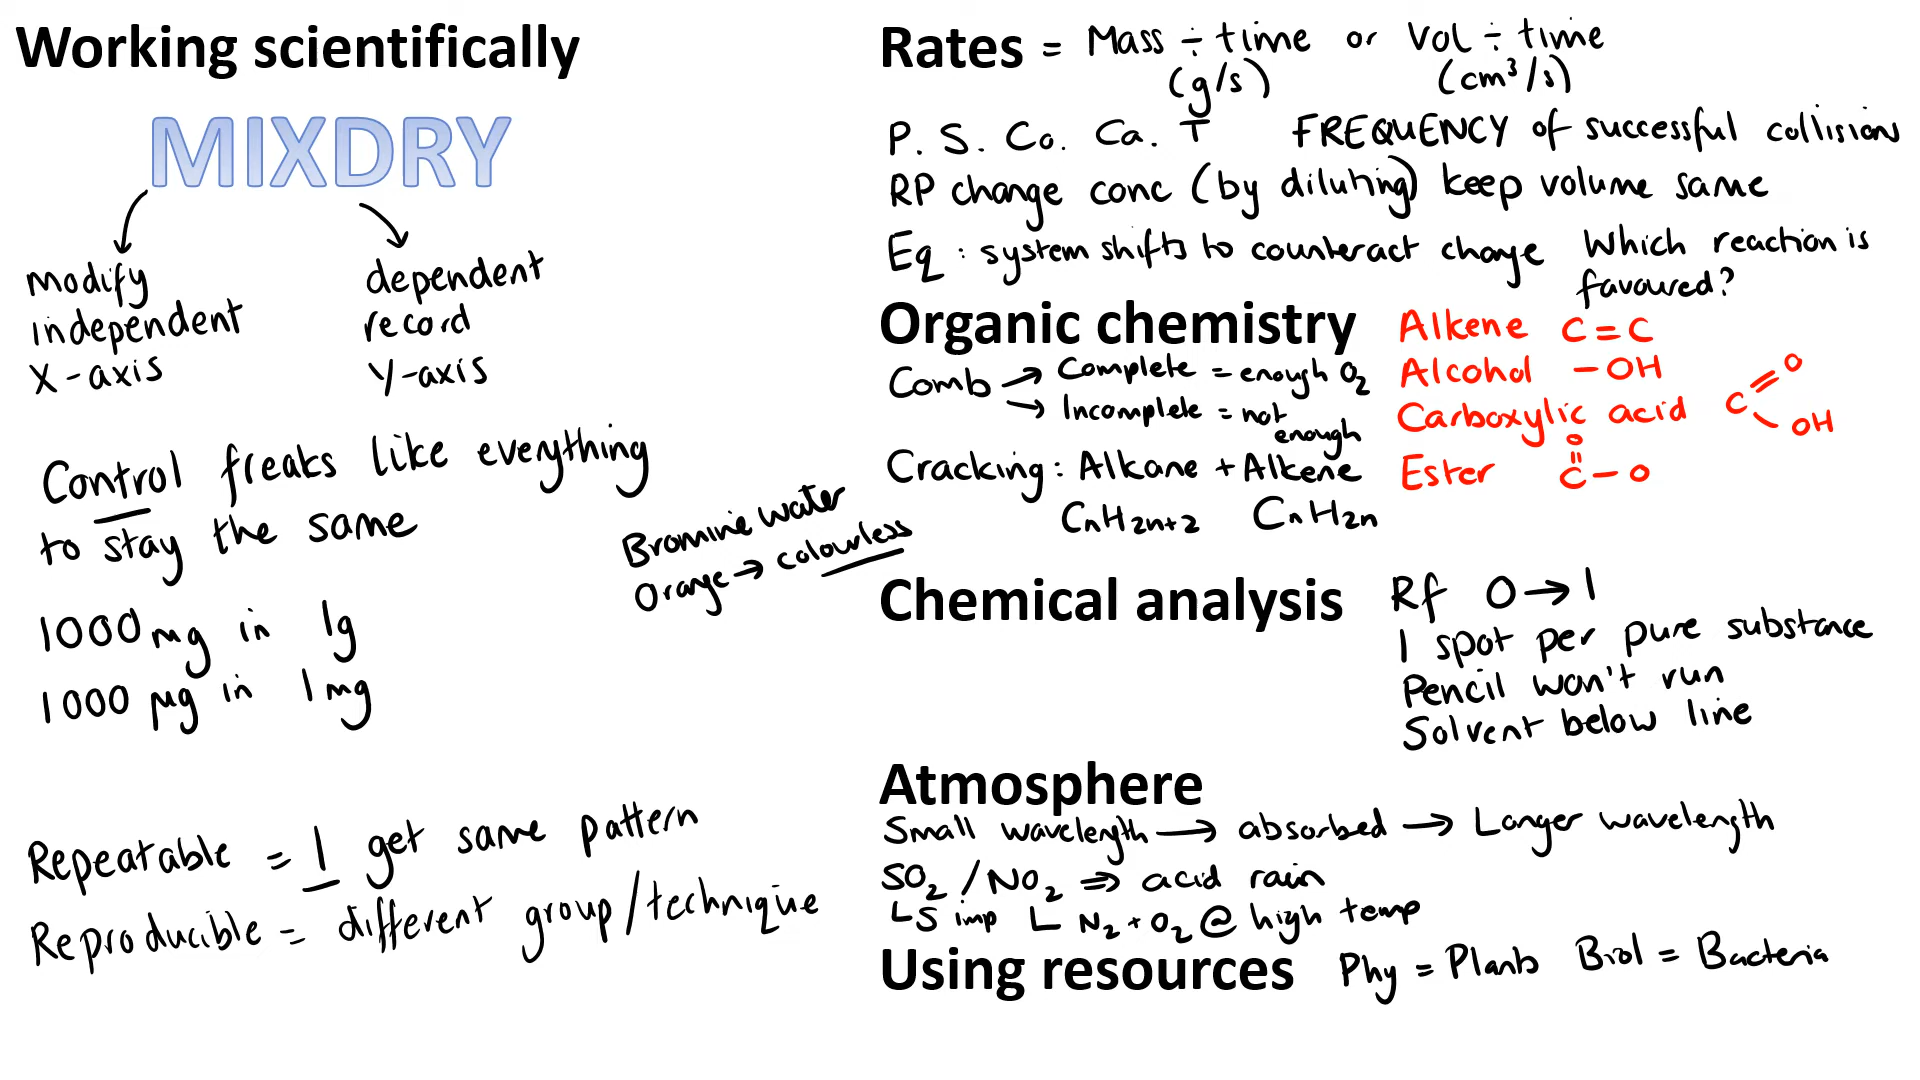 Working scientifically
MIXDRY
Modify
independent
X-axis
dependent
record
Y-axis
Control freaks like everything
to stay the same
1000 mg in 1g
1000 μg in 1mg
Repeatable = I get same pattern
Reproducible = different group/technique
Bromine water
Orange → colourless
Rates = Mass ÷ time or Vol ÷ time
(g/s) (cm³/s)
P. S. Co. Ca. T FREQUENCY of successful collisions
RP change conc (by diluting) keep volume same
Eq : system shifts to counteract change Which reaction is
favoured?
Organic chemistry
Comb → Complete = enough O₂
→ Incomplete = not
enough
Cracking : Alkane + Alkene
CnH2n+2 CnH2n
Alkene C=C
Alcohol -OH
Carboxylic acid C=O
OH
Ester O=C-O
Chemical analysis
Rf 0 → 1
1 spot per pure substance
Pencil won't run
Solvent below line
Atmosphere
Small wavelength → absorbed → Longer wavelength
SO₂ / NO₂ ⇒ acid rain
S imp N₂ + O₂ @ high temp
Using resources Phy = Plants Biol = Bacteria